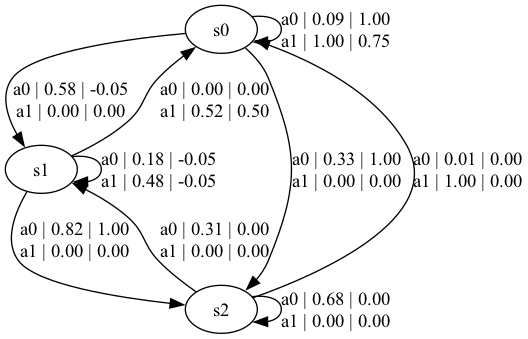 s0
a0 | 0.09 | 1.00
a1 | 1.00 | 0.75
a0 | 0.58 | -0.05
a1 | 0.00 | 0.00
a0 | 0.00 | 0.00
a1 | 0.52 | 0.50
s1
a0 | 0.18 | -0.05
a1 | 0.48 | -0.05
a0 | 0.33 | 1.00
a1 | 0.00 | 0.00
a0 | 0.01 | 0.00
a1 | 1.00 | 0.00
a0 | 0.82 | 1.00
a1 | 0.00 | 0.00
a0 | 0.31 | 0.00
a1 | 0.00 | 0.00
s2
a0 | 0.68 | 0.00
a1 | 0.00 | 0.00